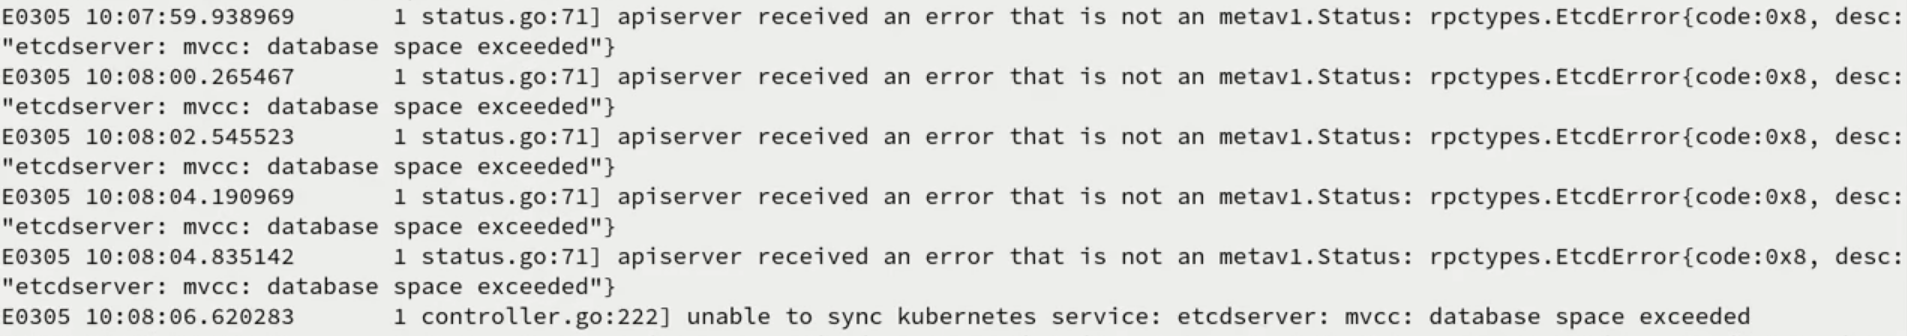 E0305 10:07:59.938969       1 status.go:71] apiserver received an error that is not an metav1.Status: rpctypes.EtcdError{code:0x8, desc:
"etcdserver: mvcc: database space exceeded"}
E0305 10:08:00.265467       1 status.go:71] apiserver received an error that is not an metav1.Status: rpctypes.EtcdError{code:0x8, desc:
"etcdserver: mvcc: database space exceeded"}
E0305 10:08:02.545523       1 status.go:71] apiserver received an error that is not an metav1.Status: rpctypes.EtcdError{code:0x8, desc:
"etcdserver: mvcc: database space exceeded"}
E0305 10:08:04.190969       1 status.go:71] apiserver received an error that is not an metav1.Status: rpctypes.EtcdError{code:0x8, desc:
"etcdserver: mvcc: database space exceeded"}
E0305 10:08:04.835142       1 status.go:71] apiserver received an error that is not an metav1.Status: rpctypes.EtcdError{code:0x8, desc:
"etcdserver: mvcc: database space exceeded"}
E0305 10:08:06.620283       1 controller.go:222] unable to sync kubernetes service: etcdserver: mvcc: database space exceeded